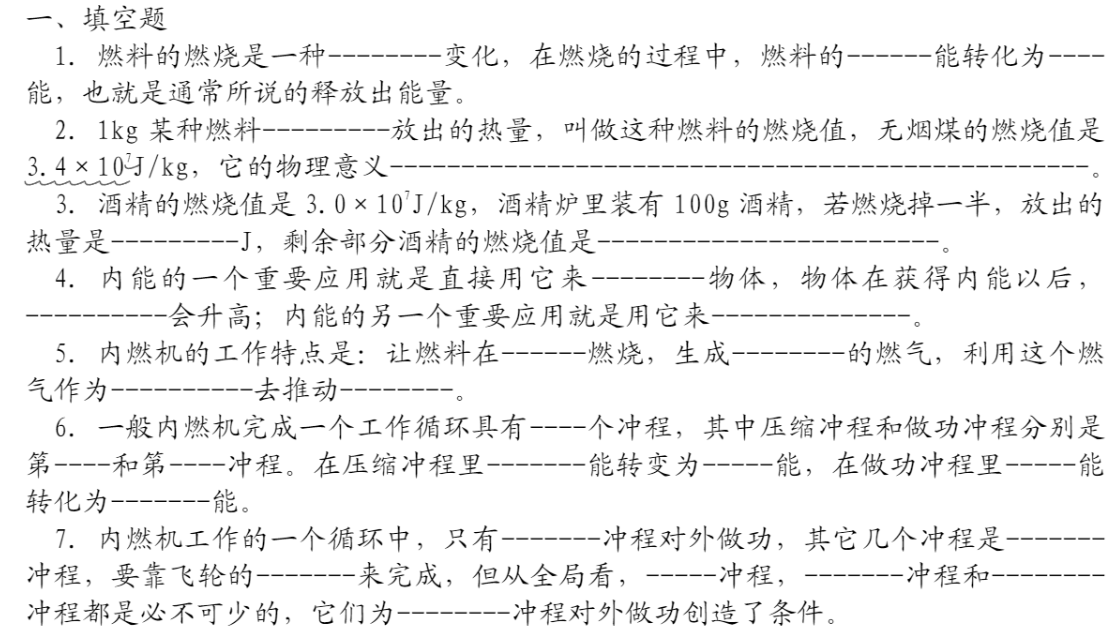 一、填空题
1. 燃料的燃烧是一种--------变化，在燃烧的过程中，燃料的------能转化为----
能，也就是通常所说的释放出能量。
2. 1kg 某种燃料---------放出的热量，叫做这种燃料的燃烧值，无烟煤的燃烧值是
3.4×10⁷J/kg，它的物理意义-------------------------------------------------。
3. 酒精的燃烧值是 3.0×10⁷J/kg，酒精炉里装有 100g 酒精，若燃烧掉一半，放出的
热量是---------J，剩余部分酒精的燃烧值是------------------------。
4. 内能的一个重要应用就是直接用它来--------物体，物体在获得内能以后，
----------会升高；内能的另一个重要应用就是用它来--------------。
5. 内燃机的工作特点是：让燃料在------燃烧，生成--------的燃气，利用这个燃
气作为----------去推动--------。
6. 一般内燃机完成一个工作循环具有----个冲程，其中压缩冲程和做功冲程分别是
第----和第----冲程。在压缩冲程里-------能转变为-----能，在做功冲程里-----能
转化为-------能。
7. 内燃机工作的一个循环中，只有-------冲程对外做功，其它几个冲程是-------
冲程，要靠飞轮的-------来完成，但从全局看，-----冲程，-------冲程和--------
冲程都是必不可少的，它们为--------冲程对外做功创造了条件。